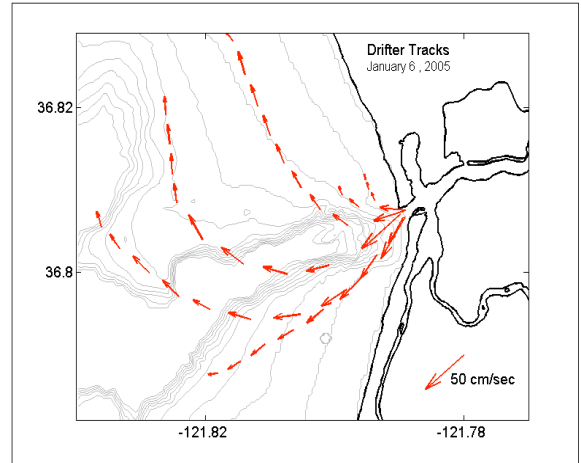 Drifter Tracks
January 6 , 2005
36.82
36.8
50 cm/sec
-121.82
-121.78